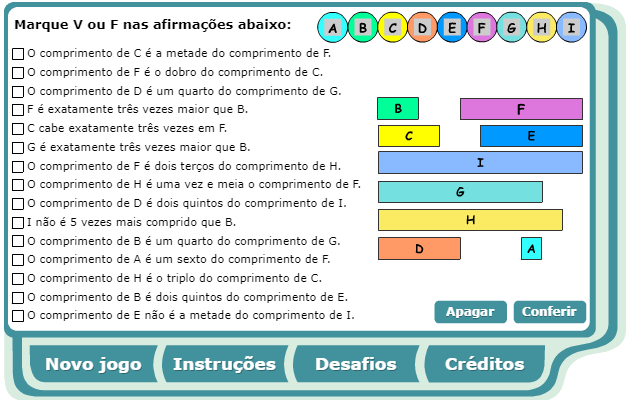 Marque V ou F nas afirmações abaixo:
A B C D E F G H I
O comprimento de C é a metade do comprimento de F.
O comprimento de F é o dobro do comprimento de C.
O comprimento de D é um quarto do comprimento de G.
F é exatamente três vezes maior que B.
C cabe exatamente três vezes em F.
G é exatamente três vezes maior que B.
O comprimento de F é dois terços do comprimento de H.
O comprimento de H é uma vez e meia o comprimento de F.
O comprimento de D é dois quintos do comprimento de I.
I não é 5 vezes mais comprido que B.
O comprimento de B é um quarto do comprimento de G.
O comprimento de A é um sexto do comprimento de F.
O comprimento de H é o triplo do comprimento de C.
O comprimento de B é dois quintos do comprimento de E.
O comprimento de E não é a metade do comprimento de I.
B F
C E
I
G
H
D A
Apagar Conferir
Novo jogo Instruções Desafios Créditos